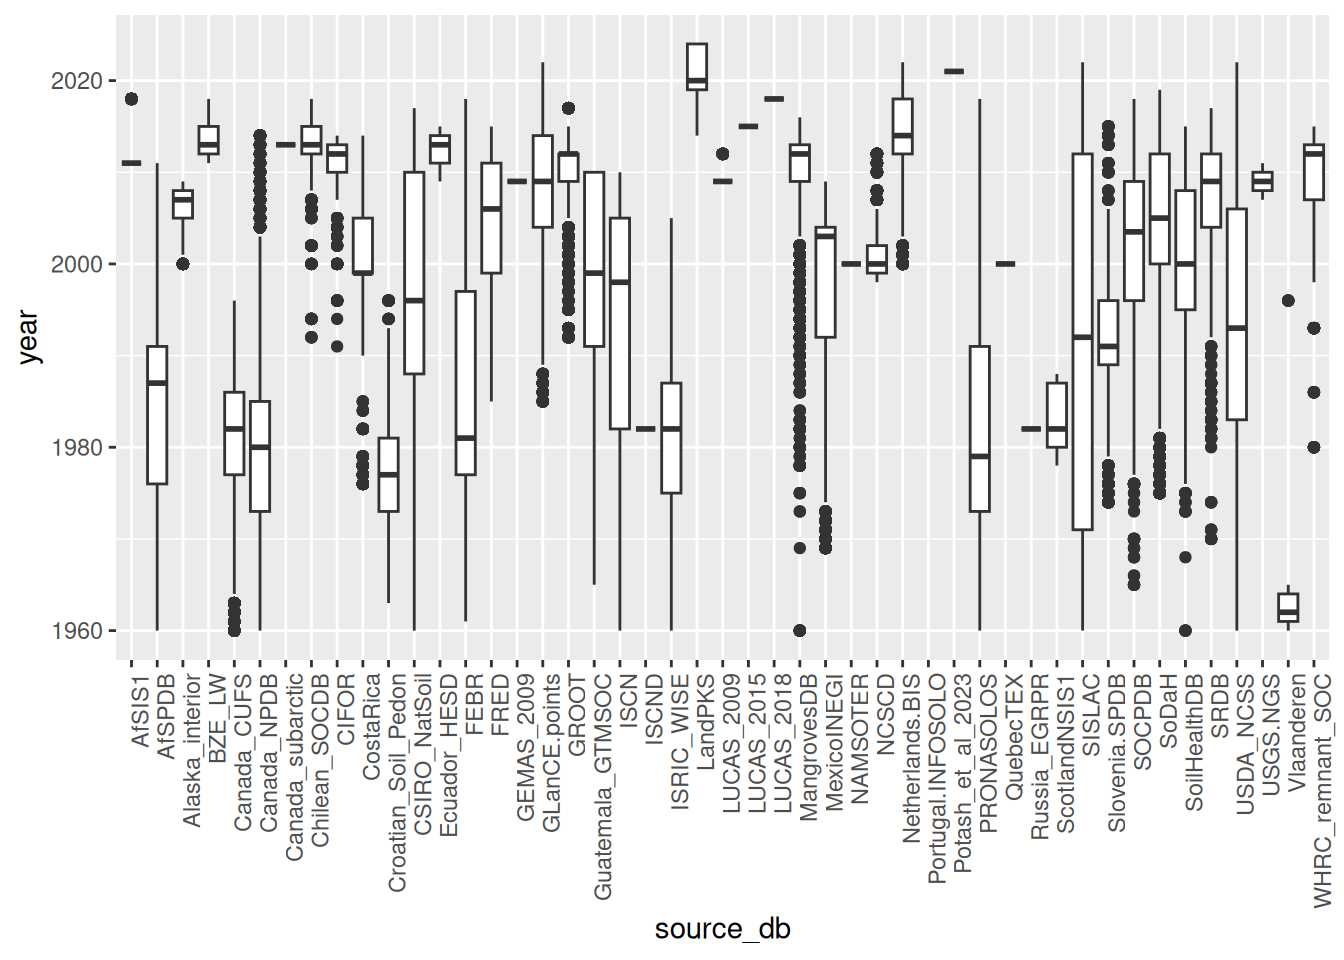 2020
2000
1980
1960
year
AfSIS1
AfSPDB
Alaska_interior
BZE_LW
Canada_CUFS
Canada_NPDB
Canada_subarctic
Chilean_SOCDB
CIFOR
CostaRica
Croatian_Soil_Pedon
CSIRO_NatSoil
Ecuador_HESD
FEBR
FRED
GEMAS_2009
GLanCE.points
GROOT
Guatemala_GTMSOC
ISCN
ISCND
ISRIC_WISE
LandPKS
LUCAS_2009
LUCAS_2015
LUCAS_2018
MangrovesDB
MexicoINEGI
NAMSOTER
NCSCD
Netherlands.BIS
Portugal.INFOSOLO
Potash_et_al_2023
PRONASOLOS
QuebecTEX
Russia_EGRPR
ScotlandNSIS1
SISLAC
Slovenia.SPDB
SOCPDB
SoDaH
SoilHealthDB
SRDB
USDA_NCSS
USGS.NGS
Vlaanderen
WHRC_remnant_SOC
source_db